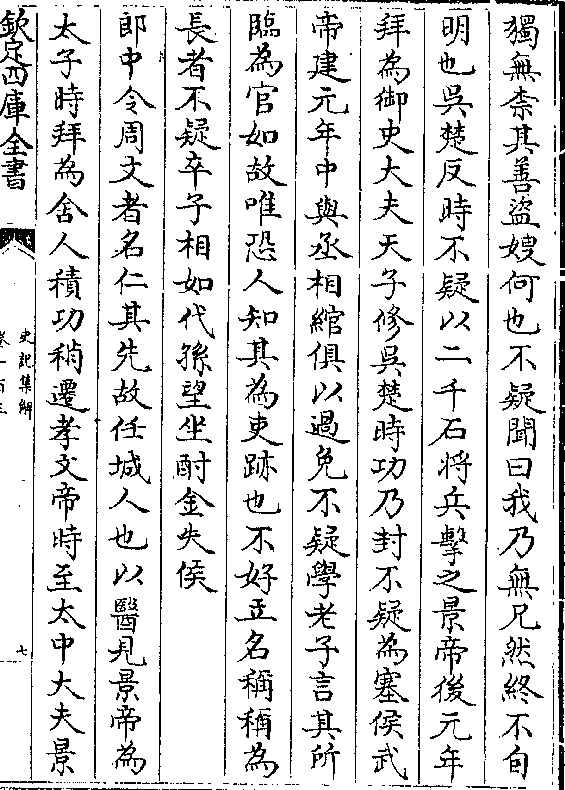 獨無柰其善盜嫂何也不疑聞曰我乃無兄然終不自
明也吳楚反時不疑以二千石將兵擊之景帝後元年
拜為御史大夫天子修吳楚時功乃封不疑為塞侯武
帝建元年中與丞相綰俱以過免不疑學老子言其所
臨為官如故唯恐人知其為吏跡也不好立名稱稱為
長者不疑卒子相如代孫望坐酎金失侯
郎中令周文者名仁其先故任城人也以醫見景帝為
太子時拜為舍人積功稍遷孝文帝時至太中大夫景
欽定四庫全書
史記集解
卷一百三
七